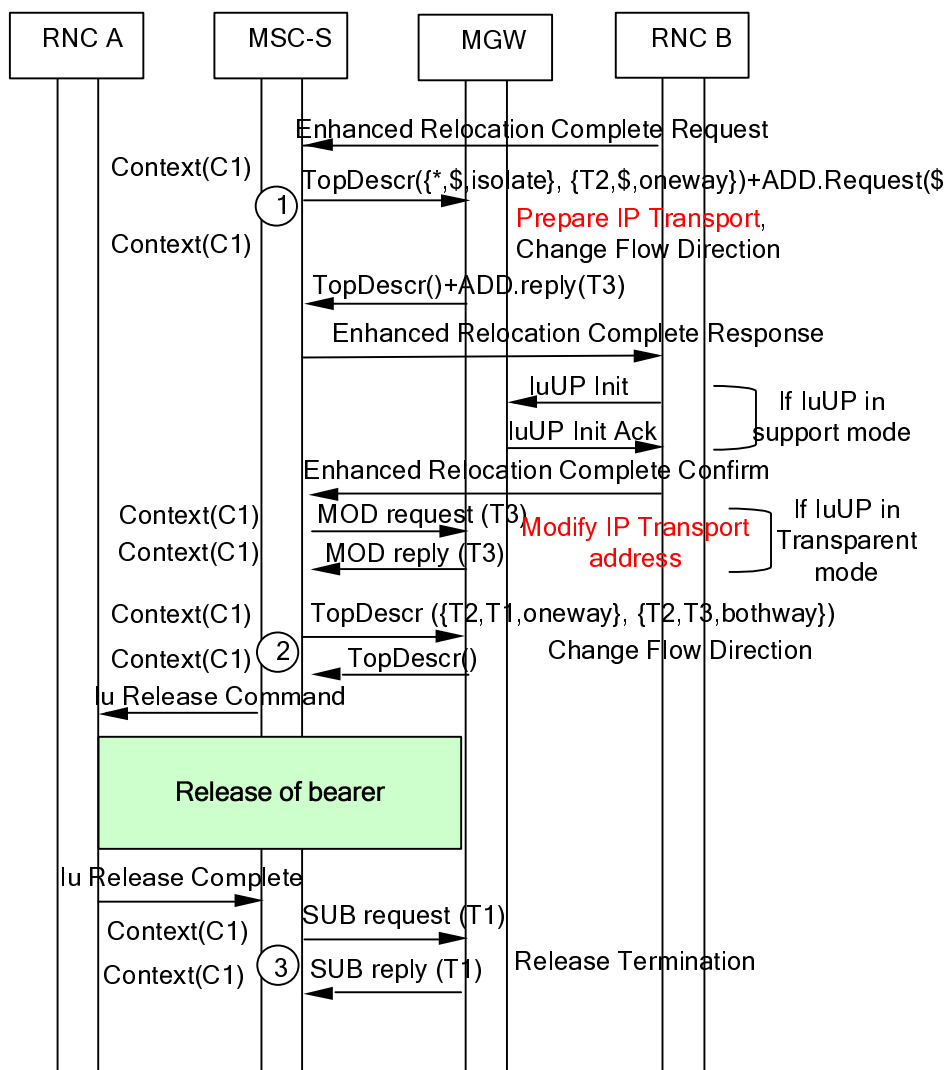 RNC A
MSC-S
MGW
RNC B
Enhanced Relocation Complete Request
Context(C1)
TopDescr({*,$,isolate}, {T2,$,oneway})+ADD.Request($
1
Prepare IP Transport,
Context(C1)
Change Flow Direction
TopDescr()+ADD.reply(T3)
Enhanced Relocation Complete Response
IuUP Init
If IuUP in
support mode
IuUP Init Ack
Enhanced Relocation Complete Confirm
Context(C1)
MOD request (T3)
Modify IP Transport
address
If IuUP in
Transparent
mode
Context(C1)
MOD reply (T3)
Context(C1)
TopDescr ({T2,T1,oneway}, {T2,T3,bothway})
2
Change Flow Direction
Context(C1)
TopDescr()
Iu Release Command
Release of bearer
Iu Release Complete
SUB request (T1)
Context(C1)
3
Release Termination
Context(C1)
SUB reply (T1)